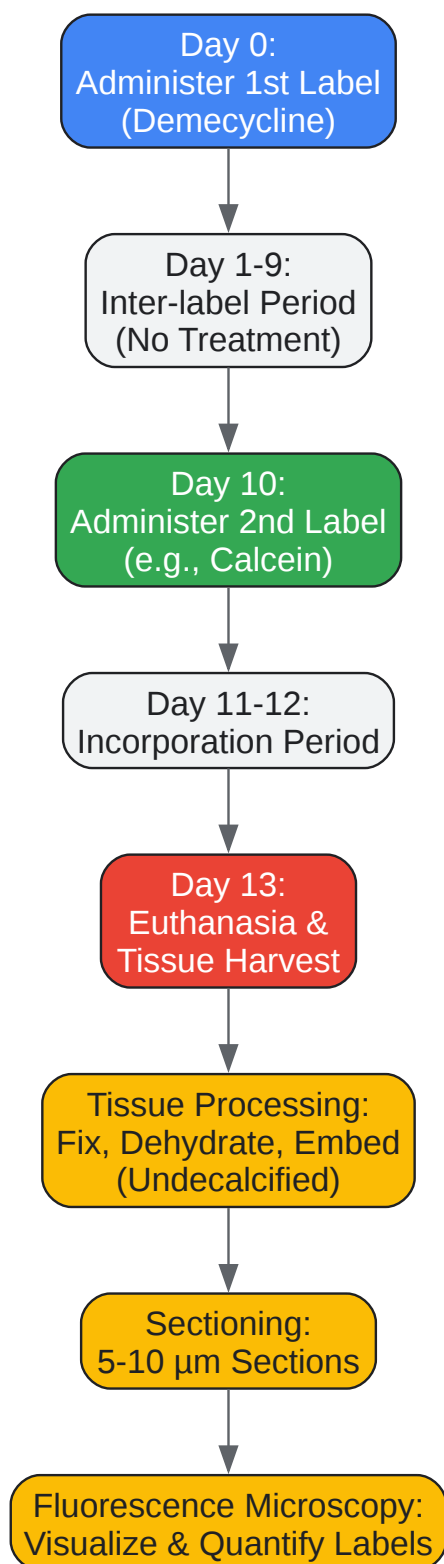 Day 0:
Administer 1st Label
(Demecycline)
Day 1-9:
Inter-label Period
(No Treatment)
Day 10:
Administer 2nd Label
(e.g., Calcein)
Day 11-12:
Incorporation Period
Day 13:
Euthanasia &
Tissue Harvest
Tissue Processing:
Fix, Dehydrate, Embed
(Undecalcified)
Sectioning:
5-10 µm Sections
Fluorescence Microscopy:
Visualize & Quantify Labels